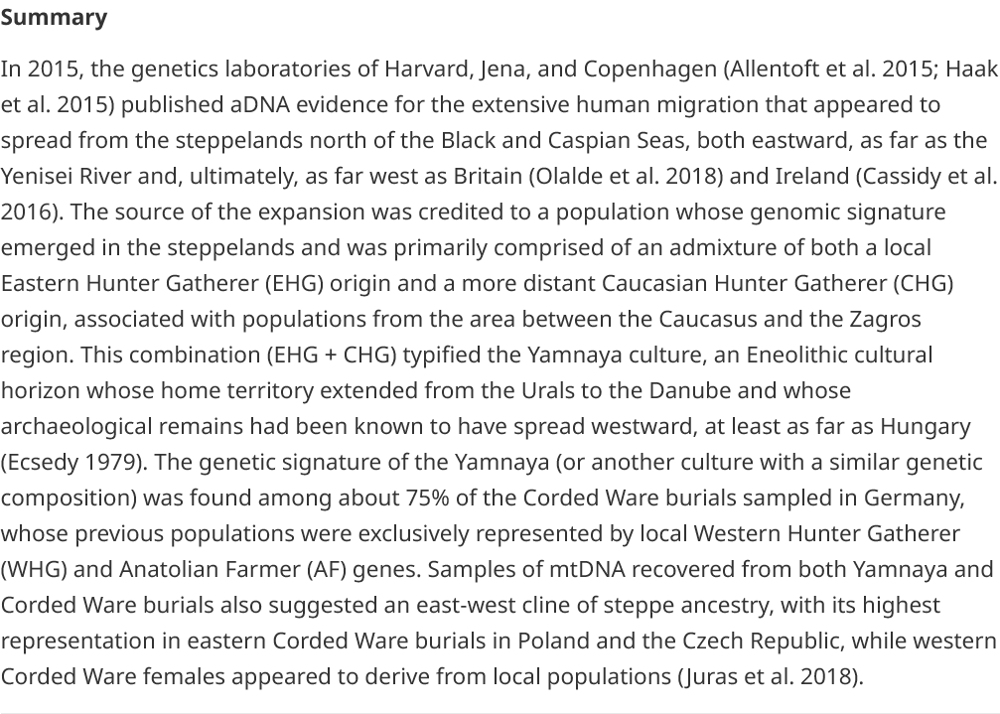 Summary
In 2015, the genetics laboratories of Harvard, Jena, and Copenhagen (Allentoft et al. 2015; Haak
et al. 2015) published aDNA evidence for the extensive human migration that appeared to
spread from the steppelands north of the Black and Caspian Seas, both eastward, as far as the
Yenisei River and, ultimately, as far west as Britain (Olalde et al. 2018) and Ireland (Cassidy et al.
2016). The source of the expansion was credited to a population whose genomic signature
emerged in the steppelands and was primarily comprised of an admixture of both a local
Eastern Hunter Gatherer (EHG) origin and a more distant Caucasian Hunter Gatherer (CHG)
origin, associated with populations from the area between the Caucasus and the Zagros
region. This combination (EHG + CHG) typified the Yamnaya culture, an Eneolithic cultural
horizon whose home territory extended from the Urals to the Danube and whose
archaeological remains had been known to have spread westward, at least as far as Hungary
(Ecsedy 1979). The genetic signature of the Yamnaya (or another culture with a similar genetic
composition) was found among about 75% of the Corded Ware burials sampled in Germany,
whose previous populations were exclusively represented by local Western Hunter Gatherer
(WHG) and Anatolian Farmer (AF) genes. Samples of mtDNA recovered from both Yamnaya and
Corded Ware burials also suggested an east-west cline of steppe ancestry, with its highest
representation in eastern Corded Ware burials in Poland and the Czech Republic, while western
Corded Ware females appeared to derive from local populations (Juras et al. 2018).